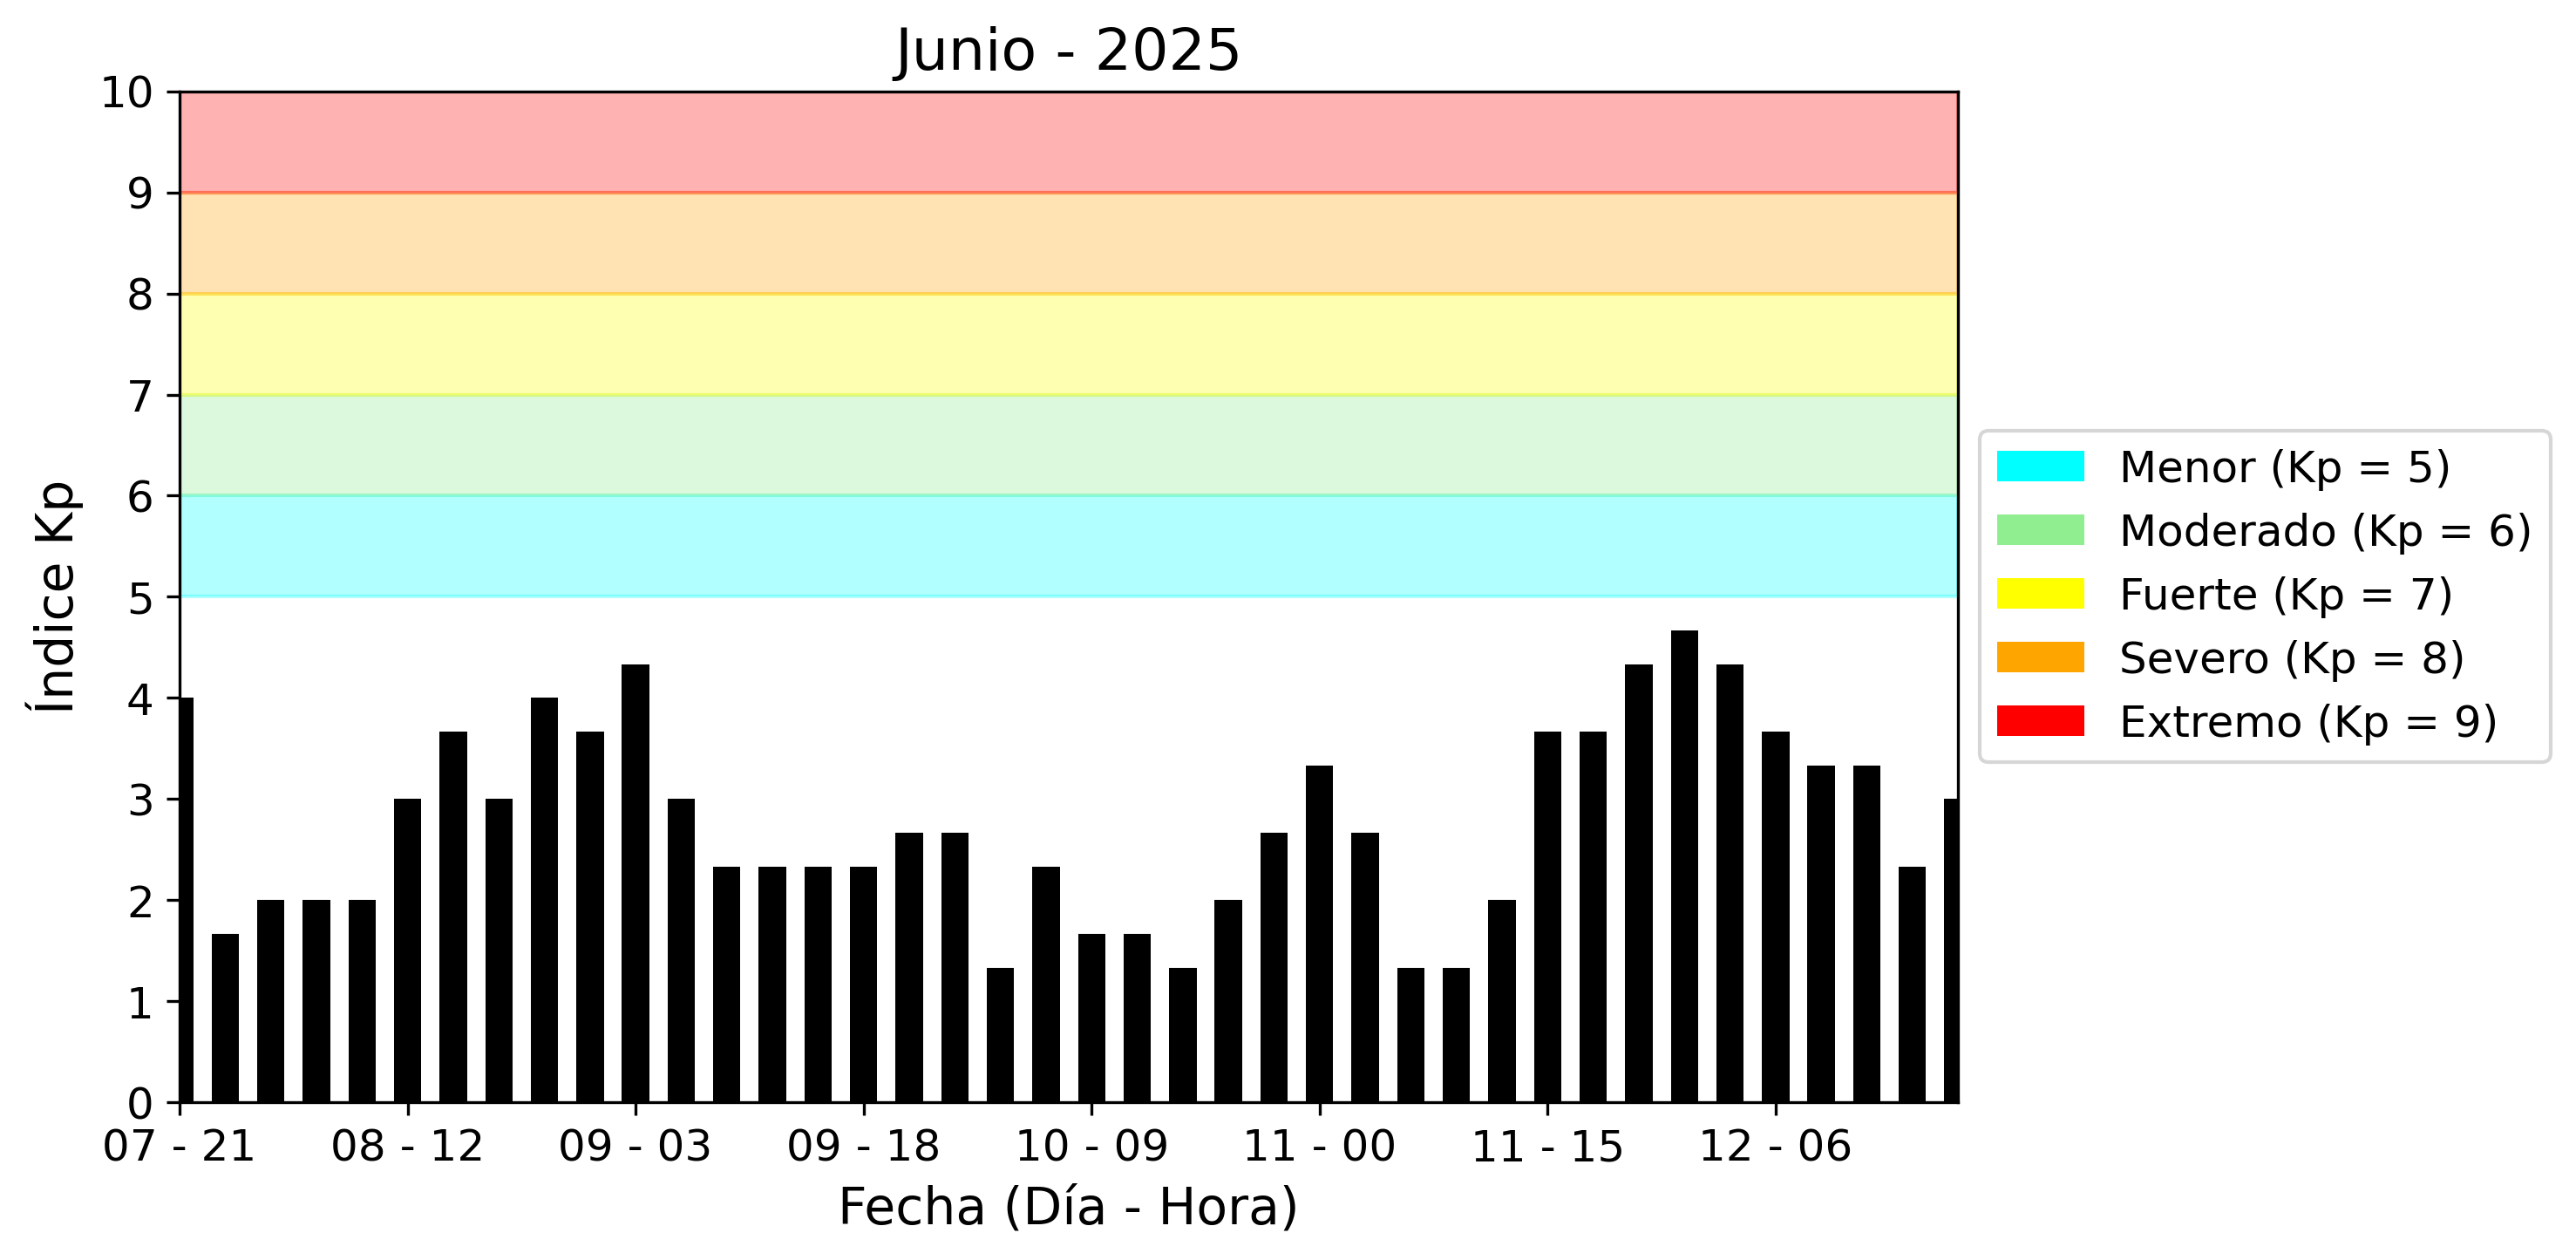 Junio - 2025
10
9
8
7
6
5
4
3
2
1
0
Índice Kp
07 - 21 08 - 12 09 - 03 09 - 18 10 - 09 11 - 00 11 - 15 12 - 06
Fecha (Día - Hora)
Menor (Kp = 5)
Moderado (Kp = 6)
Fuerte (Kp = 7)
Severo (Kp = 8)
Extremo (Kp = 9)